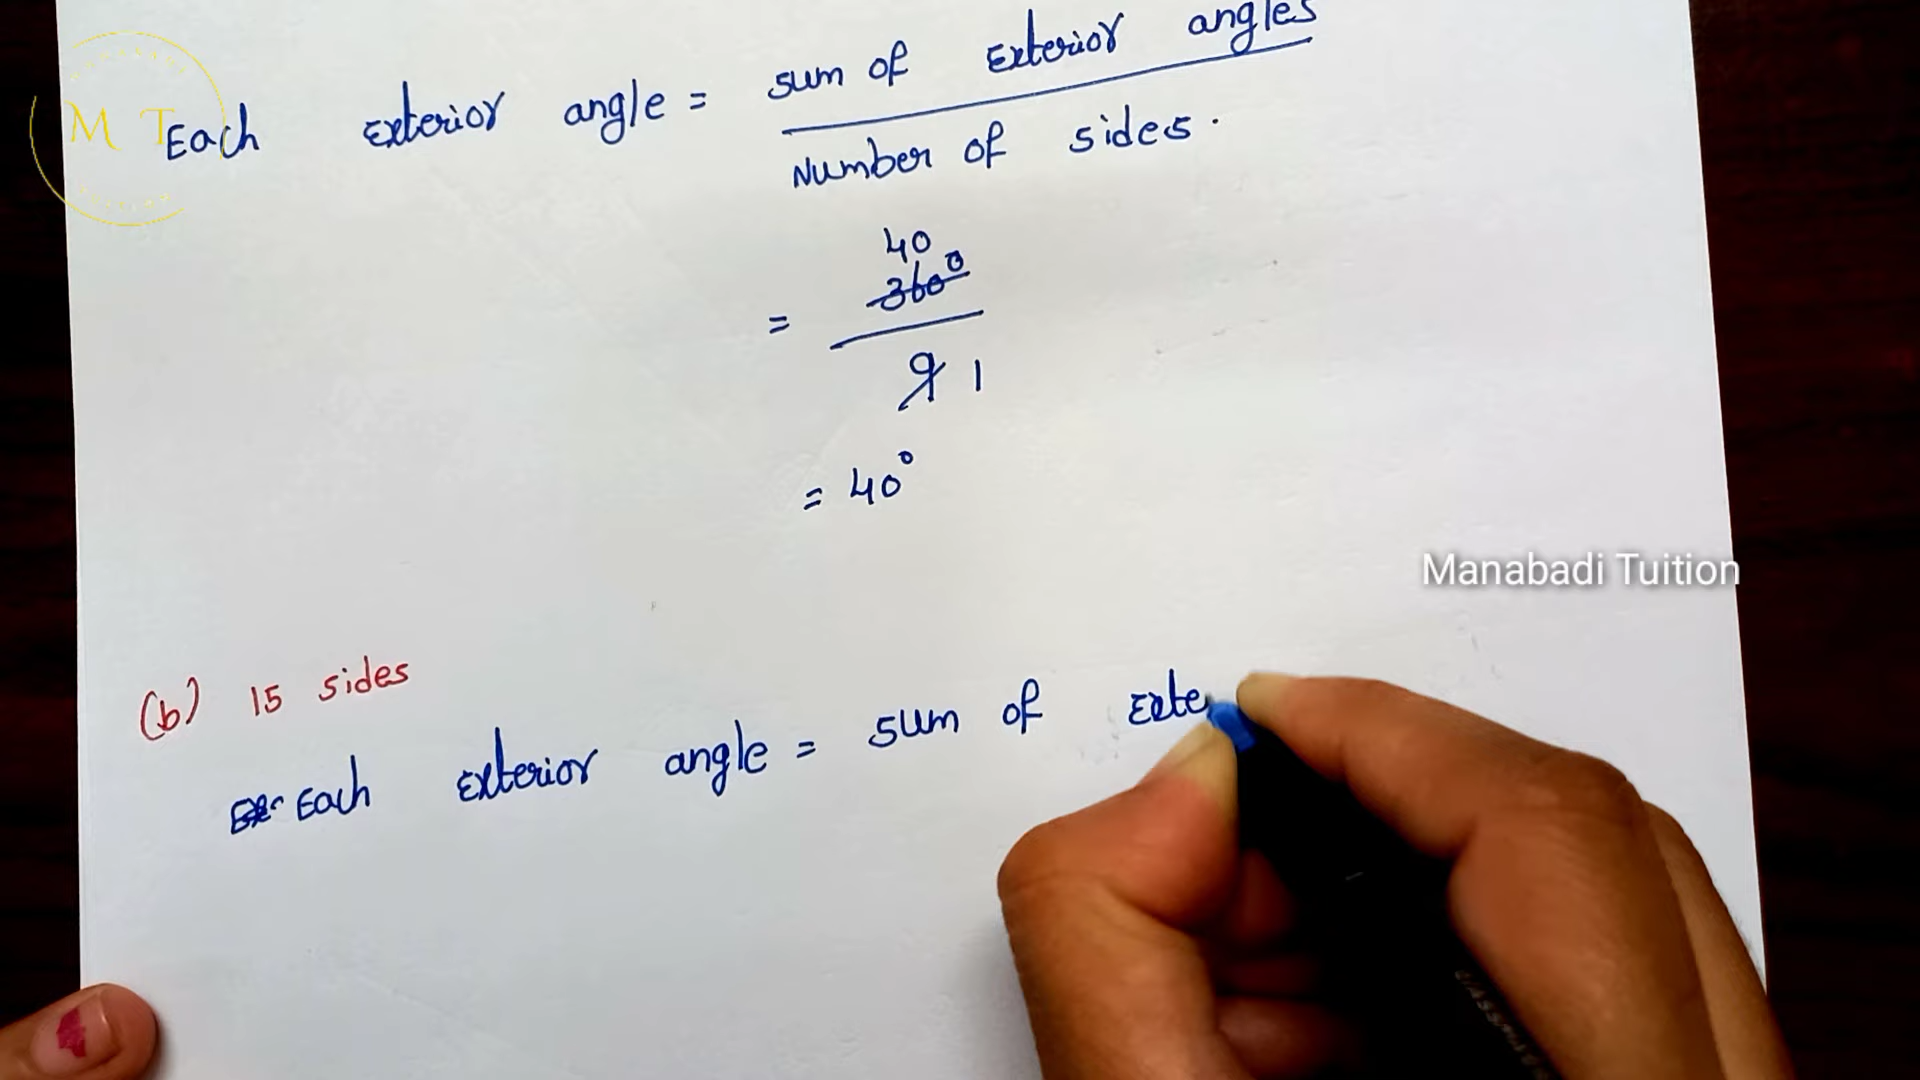 M T
Each exterior angle = sum of Exterior angles
Number of sides.
40
= 360°
9 1
= 40°
Manabadi Tuition
(b) 15 sides
Each exterior angle = sum of Exte